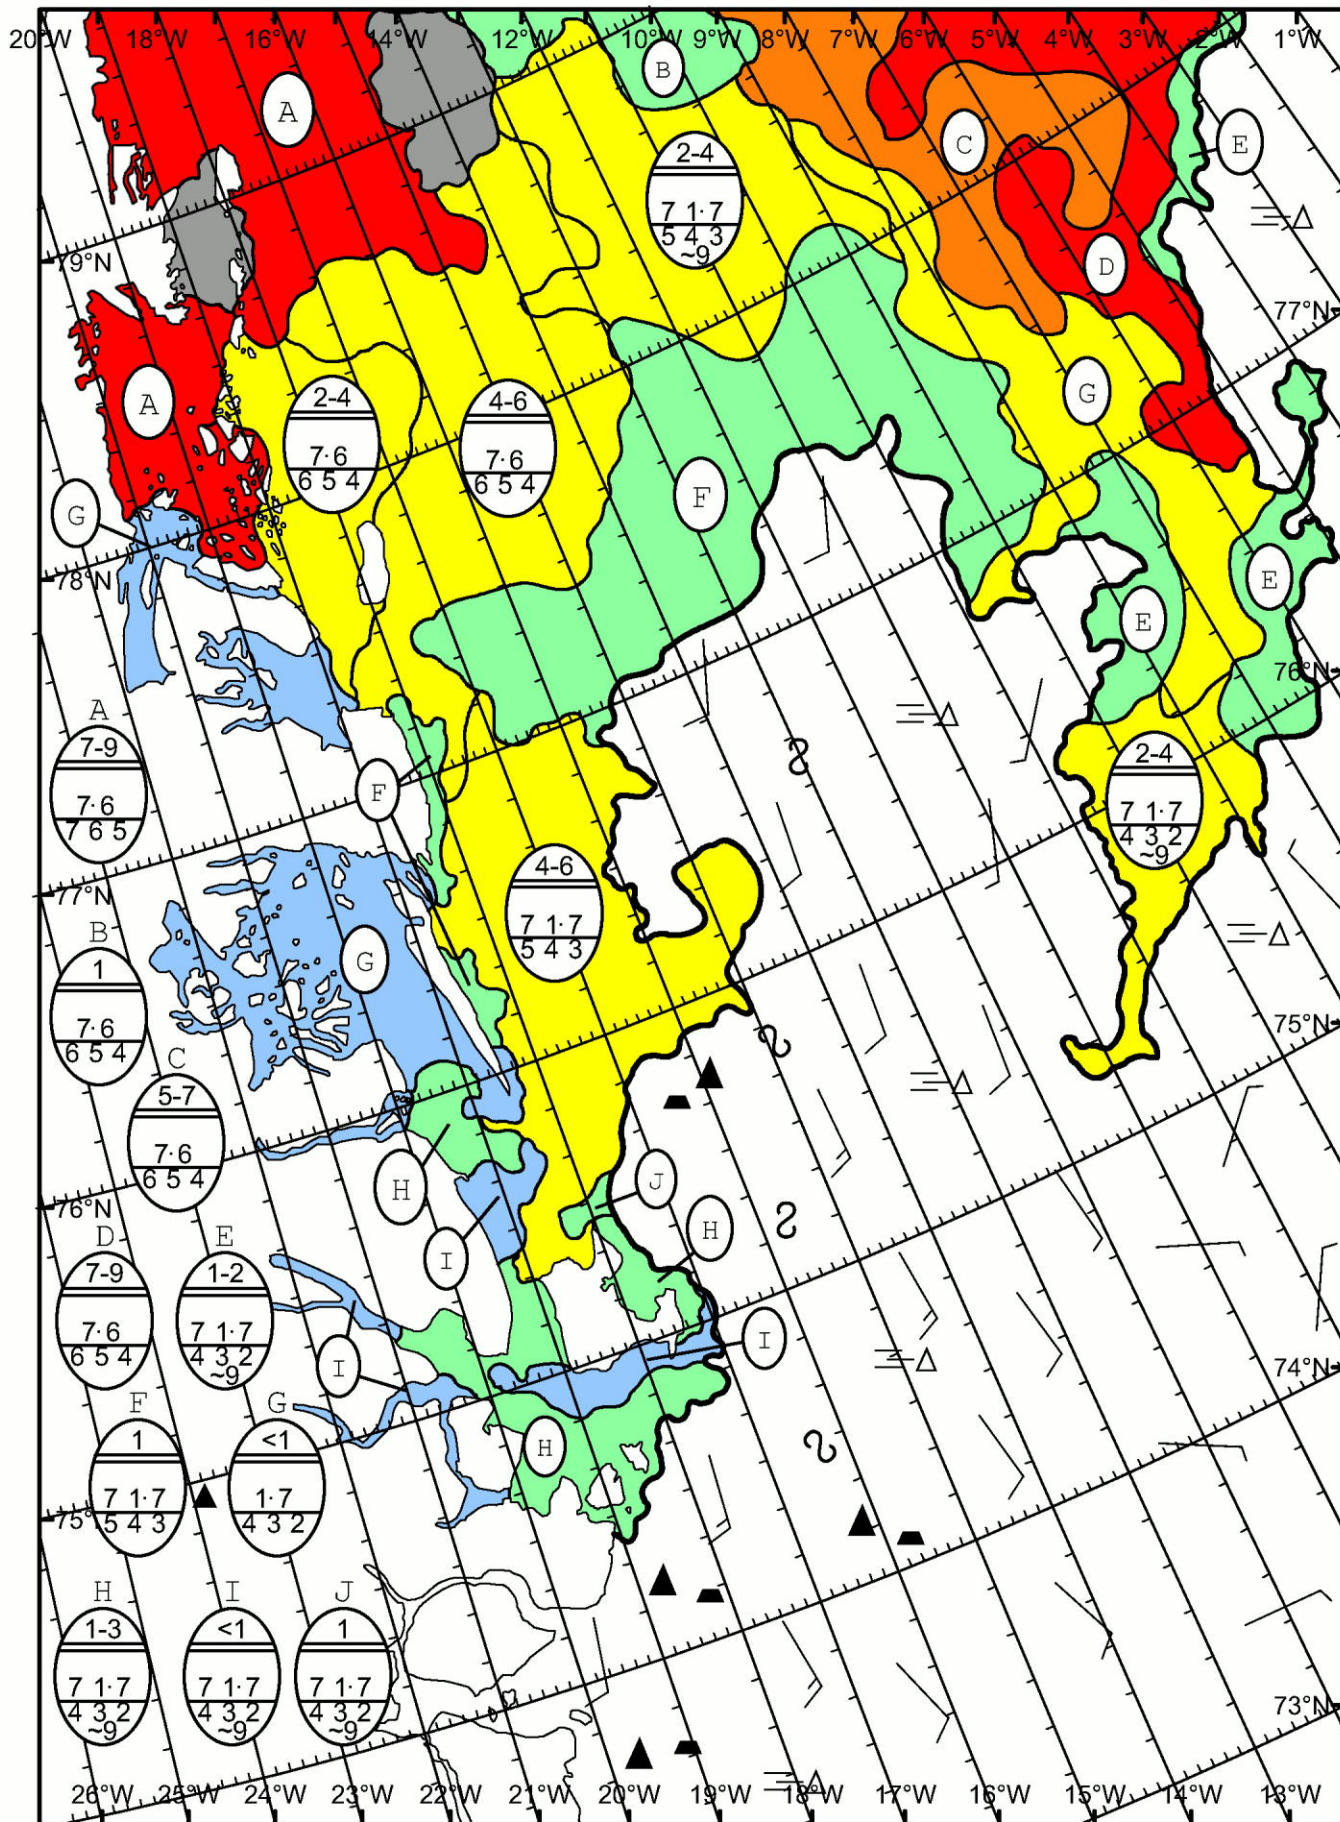 20°W 18°W 16°W 14°W 12°W 10°W 9°W 8°W 7°W 6°W 5°W 4°W 3°W 2°W 1°W
B
A
C
E
2-4
7 1·7
5 4 3
~9
79°N
D
77°N
A
G
2-4
7·6
6 5 4
4-6
7·6
6 5 4
G
F
78°N
E
E
76°N
A
7-9
7·6
7 6 5
F
2-4
7 1·7
4 3 2
~9
77°N
4-6
7 1·7
5 4 3
B
1
7·6
6 5 4
G
75°N
C
5-7
7·6
6 5 4
H
J
H
76°N
I
D
7-9
7·6
6 5 4
E
1-2
7 1·7
4 3 2
~9
I
I
74°N
F
1
7 1·7
5 4 3
G
<1
1·7
4 3 2
H
75°N
H
1-3
7 1·7
4 3 2
~9
I
<1
7 1·7
4 3 2
~9
J
1
7 1·7
4 3 2
~9
73°N
26°W 24°W 23°W 22°W 21°W 20°W 19°W 18°W 17°W 16°W 15°W 14°W 13°W